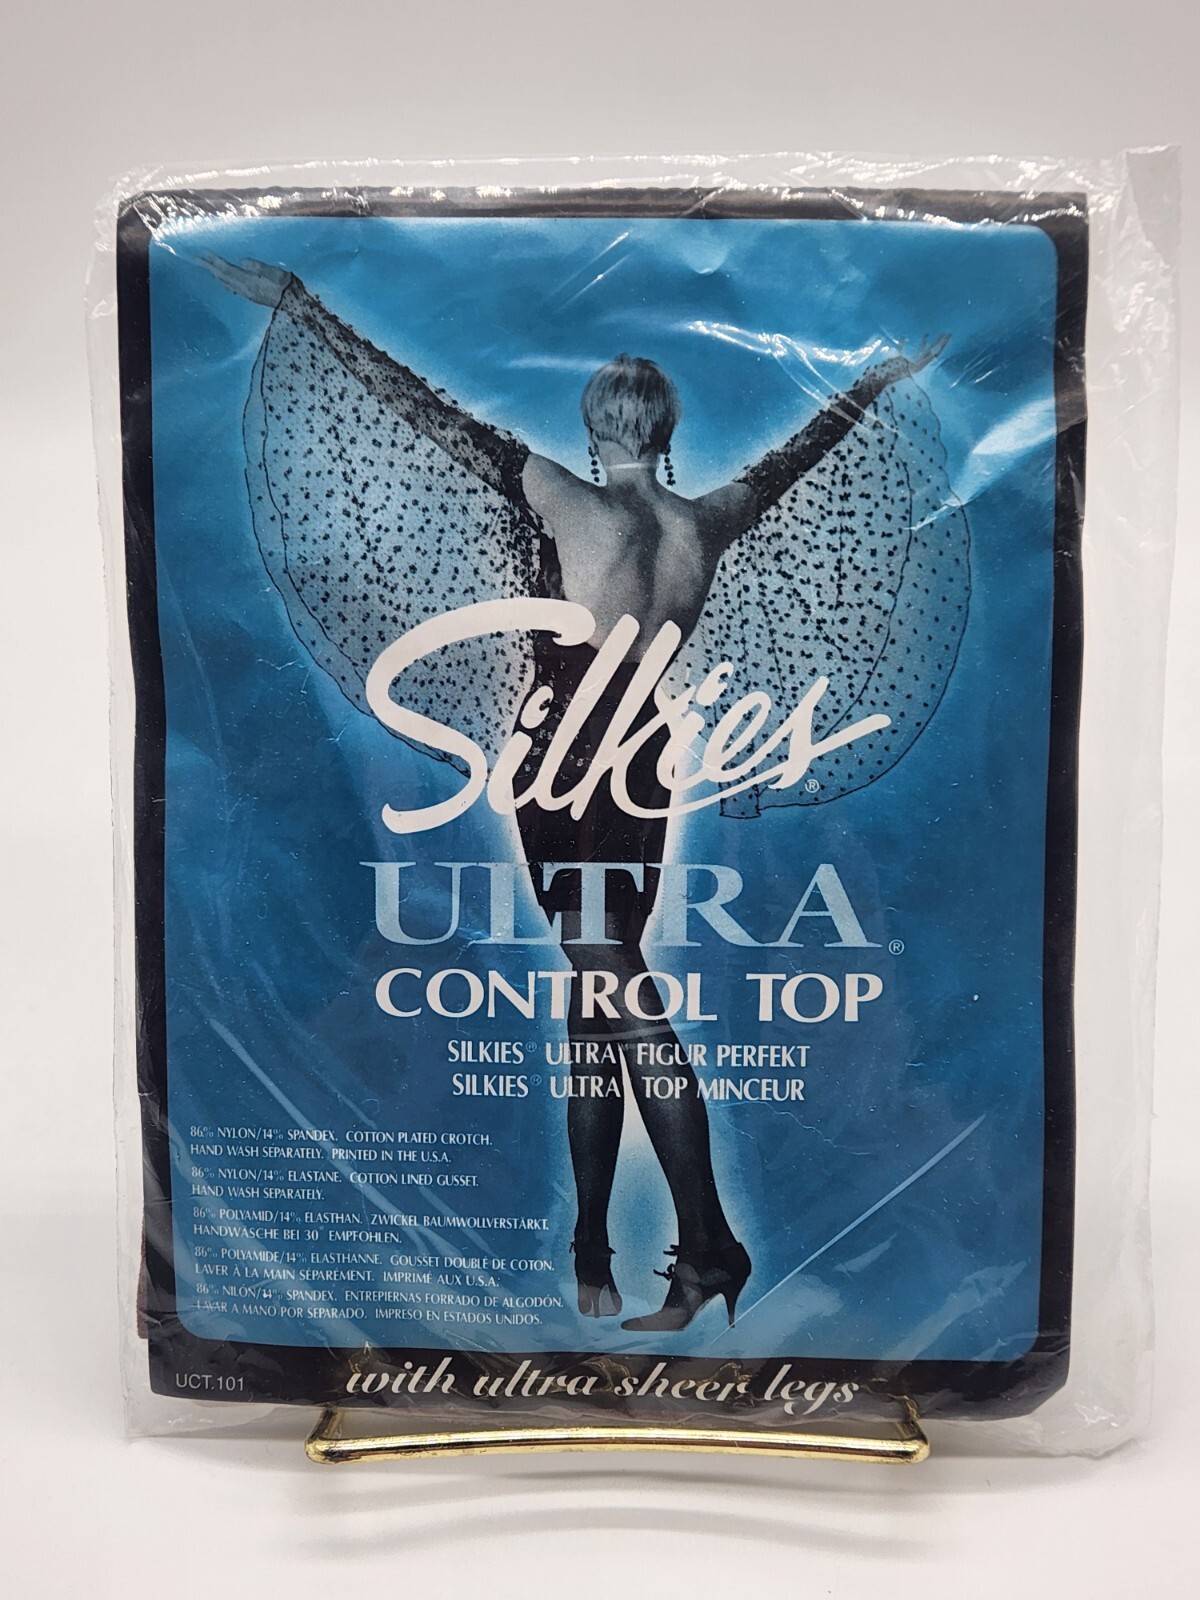 Silkies®
ULTRA®
CONTROL TOP
SILKIES® ULTRA FIGUR PERFEKT
SILKIES® ULTRA TOP MINCEUR
86% NYLON/14% SPANDEX. COTTON PLATED CROTCH.
HAND WASH SEPARATELY. PRINTED IN THE U.S.A.
86% NYLON/14% ELASTANE. COTTON LINED GUSSET.
HAND WASH SEPARATELY.
86% POLYAMID/14% ELASTHAN. ZWICKEL BAUMWOLLVERSTÄRKT.
HANDWÄSCHE BEI 30° EMPFOHLEN.
86% POLYAMIDE/14% ELASTHANNE. GOUSSET DOUBLÉ DE COTON.
LAVER À LA MAIN SÉPARÉMENT. IMPRIMÉ AUX U.S.A.
86% NILÓN/14% SPANDEX. ENTREPIERNAS FORRADO DE ALGODÓN.
LAVAR A MANO POR SEPARADO. IMPRESO EN ESTADOS UNIDOS.
UCT.101
with ultra sheer legs